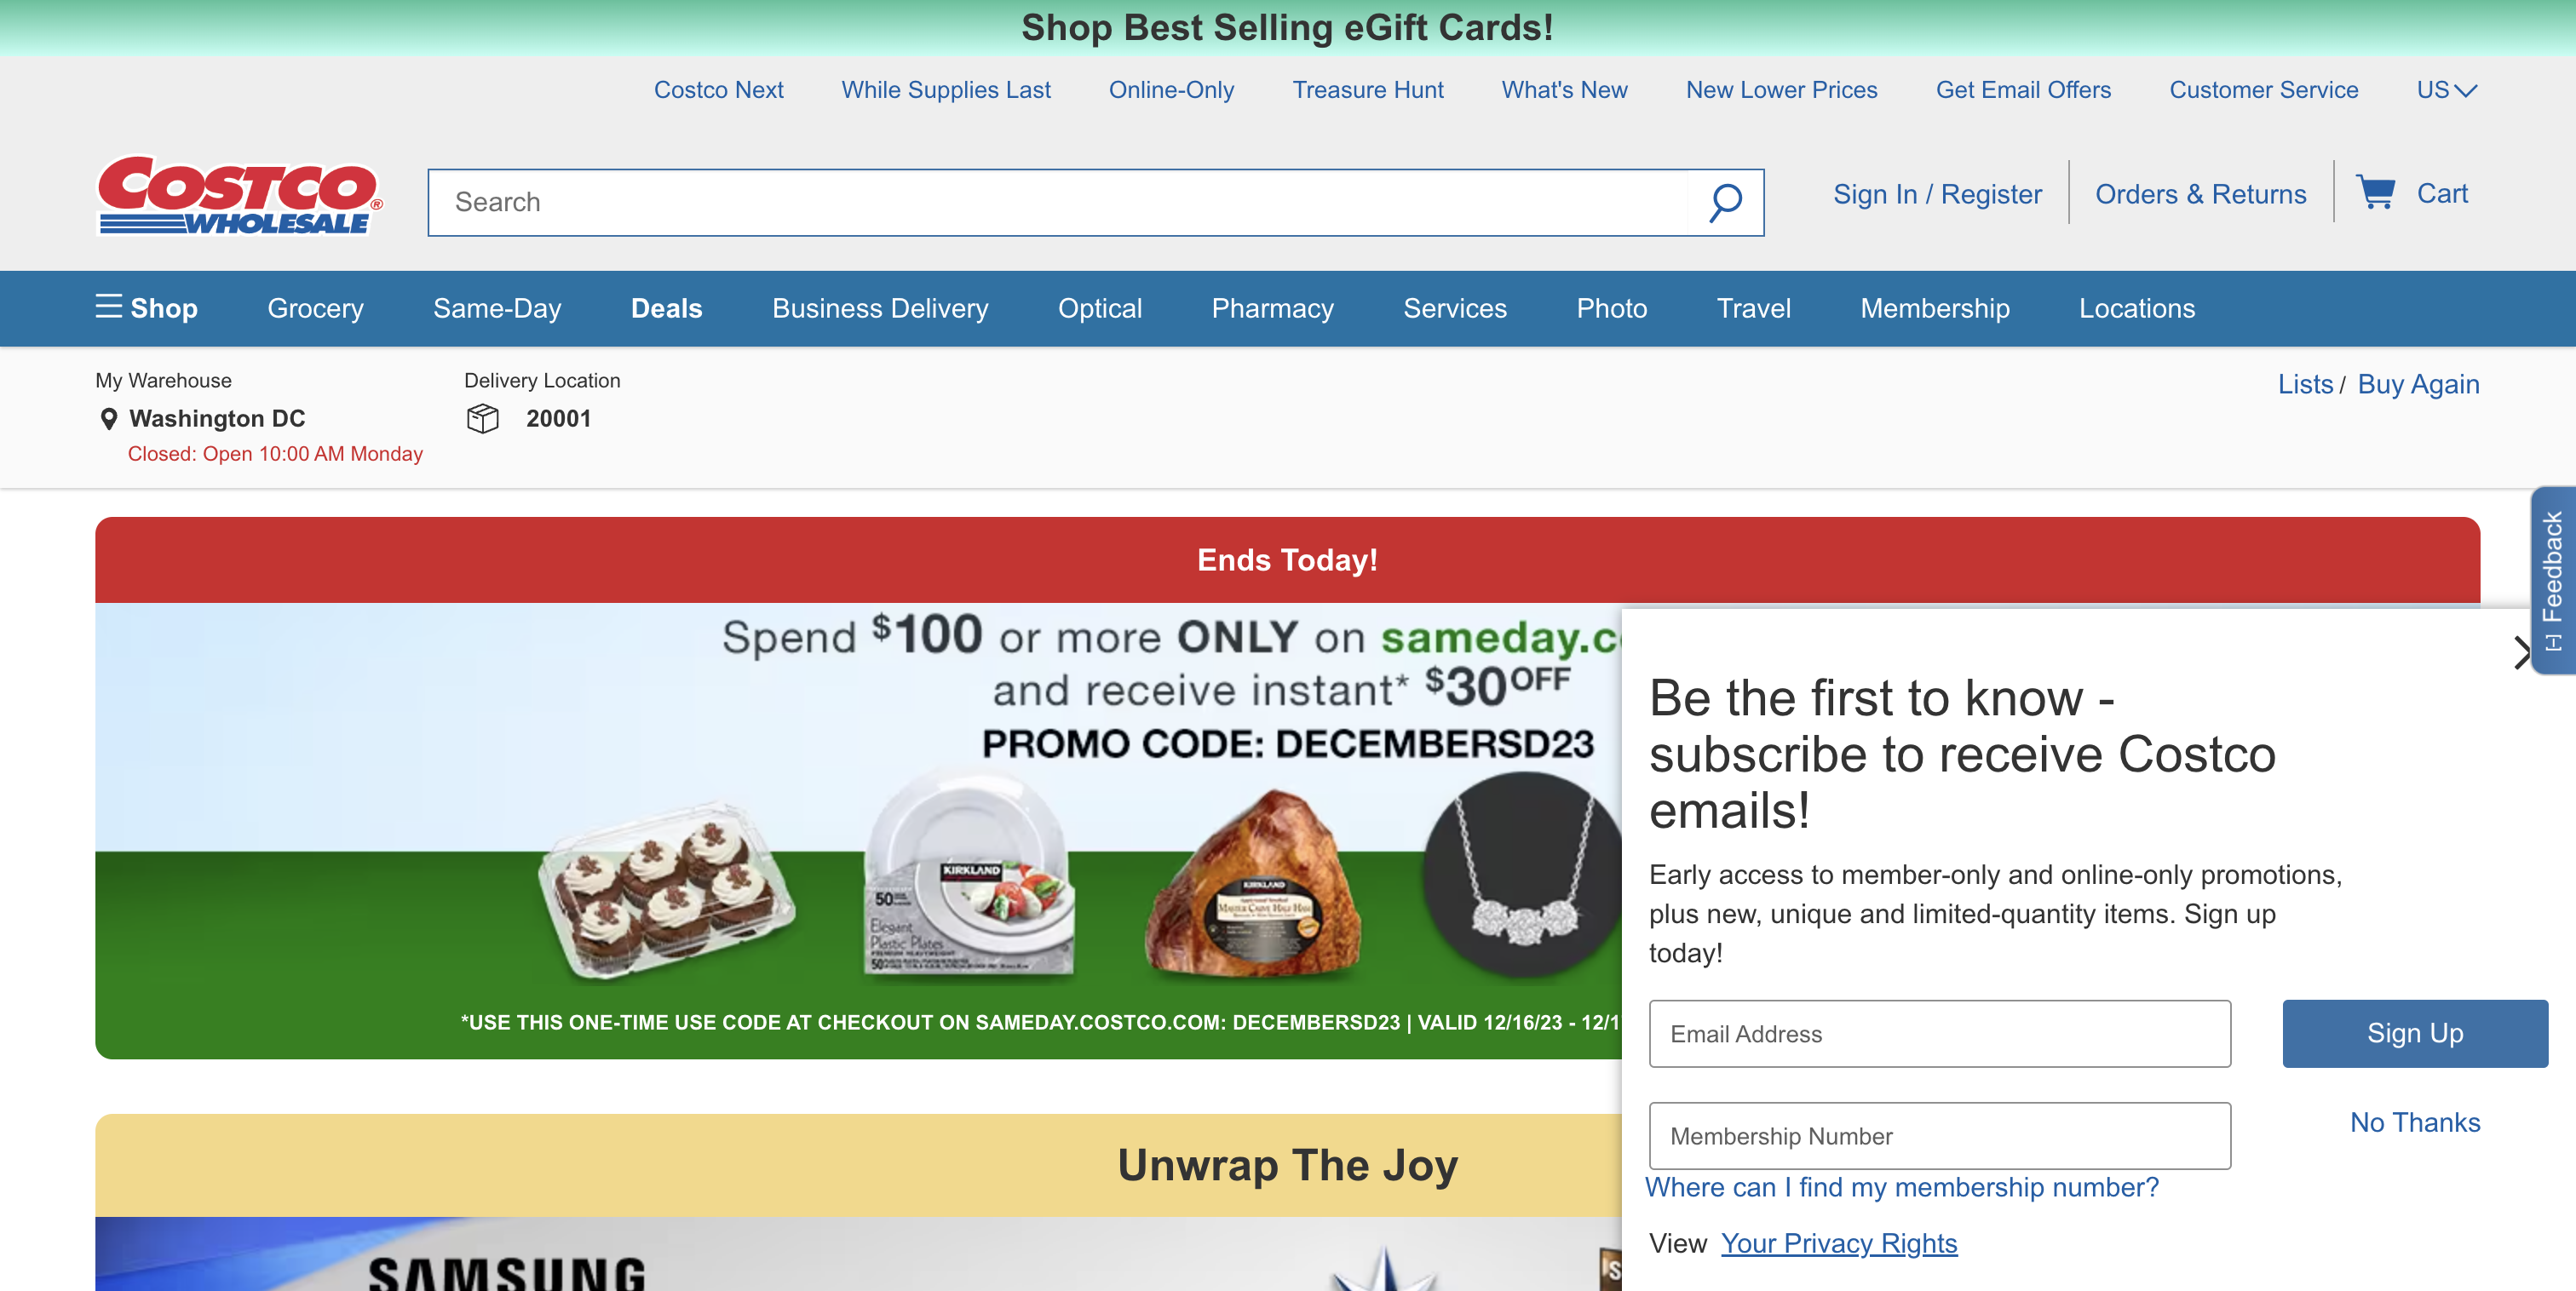 Shop Best Selling eGift Cards!
Costco Next While Supplies Last Online-Only Treasure Hunt What's New New Lower Prices Get Email Offers Customer Service US
COSTCO WHOLESALE ®
Search
Sign In / Register Orders & Returns Cart
Shop Grocery Same-Day Deals Business Delivery Optical Pharmacy Services Photo Travel Membership Locations
My Warehouse
Washington DC
Closed: Open 10:00 AM Monday
Delivery Location
20001
Lists / Buy Again
[-] Feedback
Ends Today!
Spend $100 or more ONLY on sameday.c
and receive instant* $30 OFF
PROMO CODE: DECEMBERSD23
KIRKLAND
50
Elegant
Plastic Plates
KIRKLAND
*USE THIS ONE-TIME USE CODE AT CHECKOUT ON SAMEDAY.COSTCO.COM: DECEMBERSD23 | VALID 12/16/23 - 12/1
Unwrap The Joy
SAMSUNG
Be the first to know -
subscribe to receive Costco
emails!
Early access to member-only and online-only promotions,
plus new, unique and limited-quantity items. Sign up
today!
Email Address
Sign Up
Membership Number
No Thanks
Where can I find my membership number?
View Your Privacy Rights